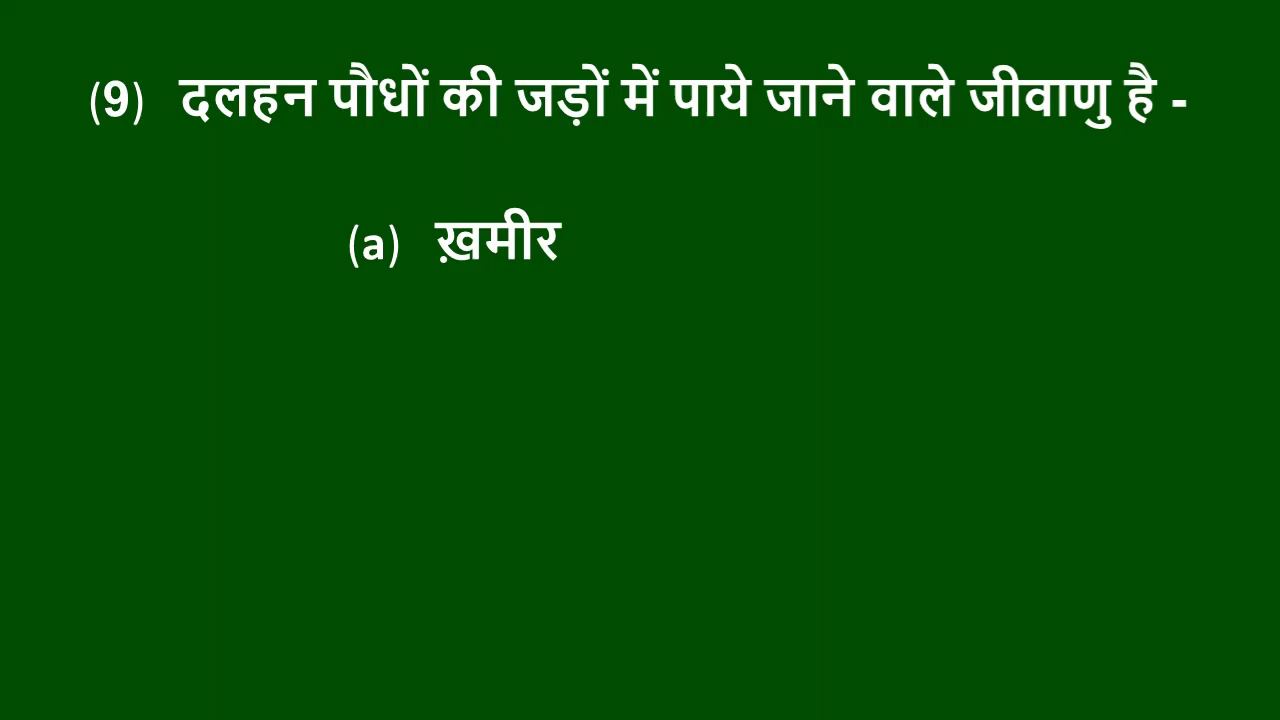 (9) दलहन पौधों की जड़ों में पाये जाने वाले जीवाणु है -
(a) ख़मीर